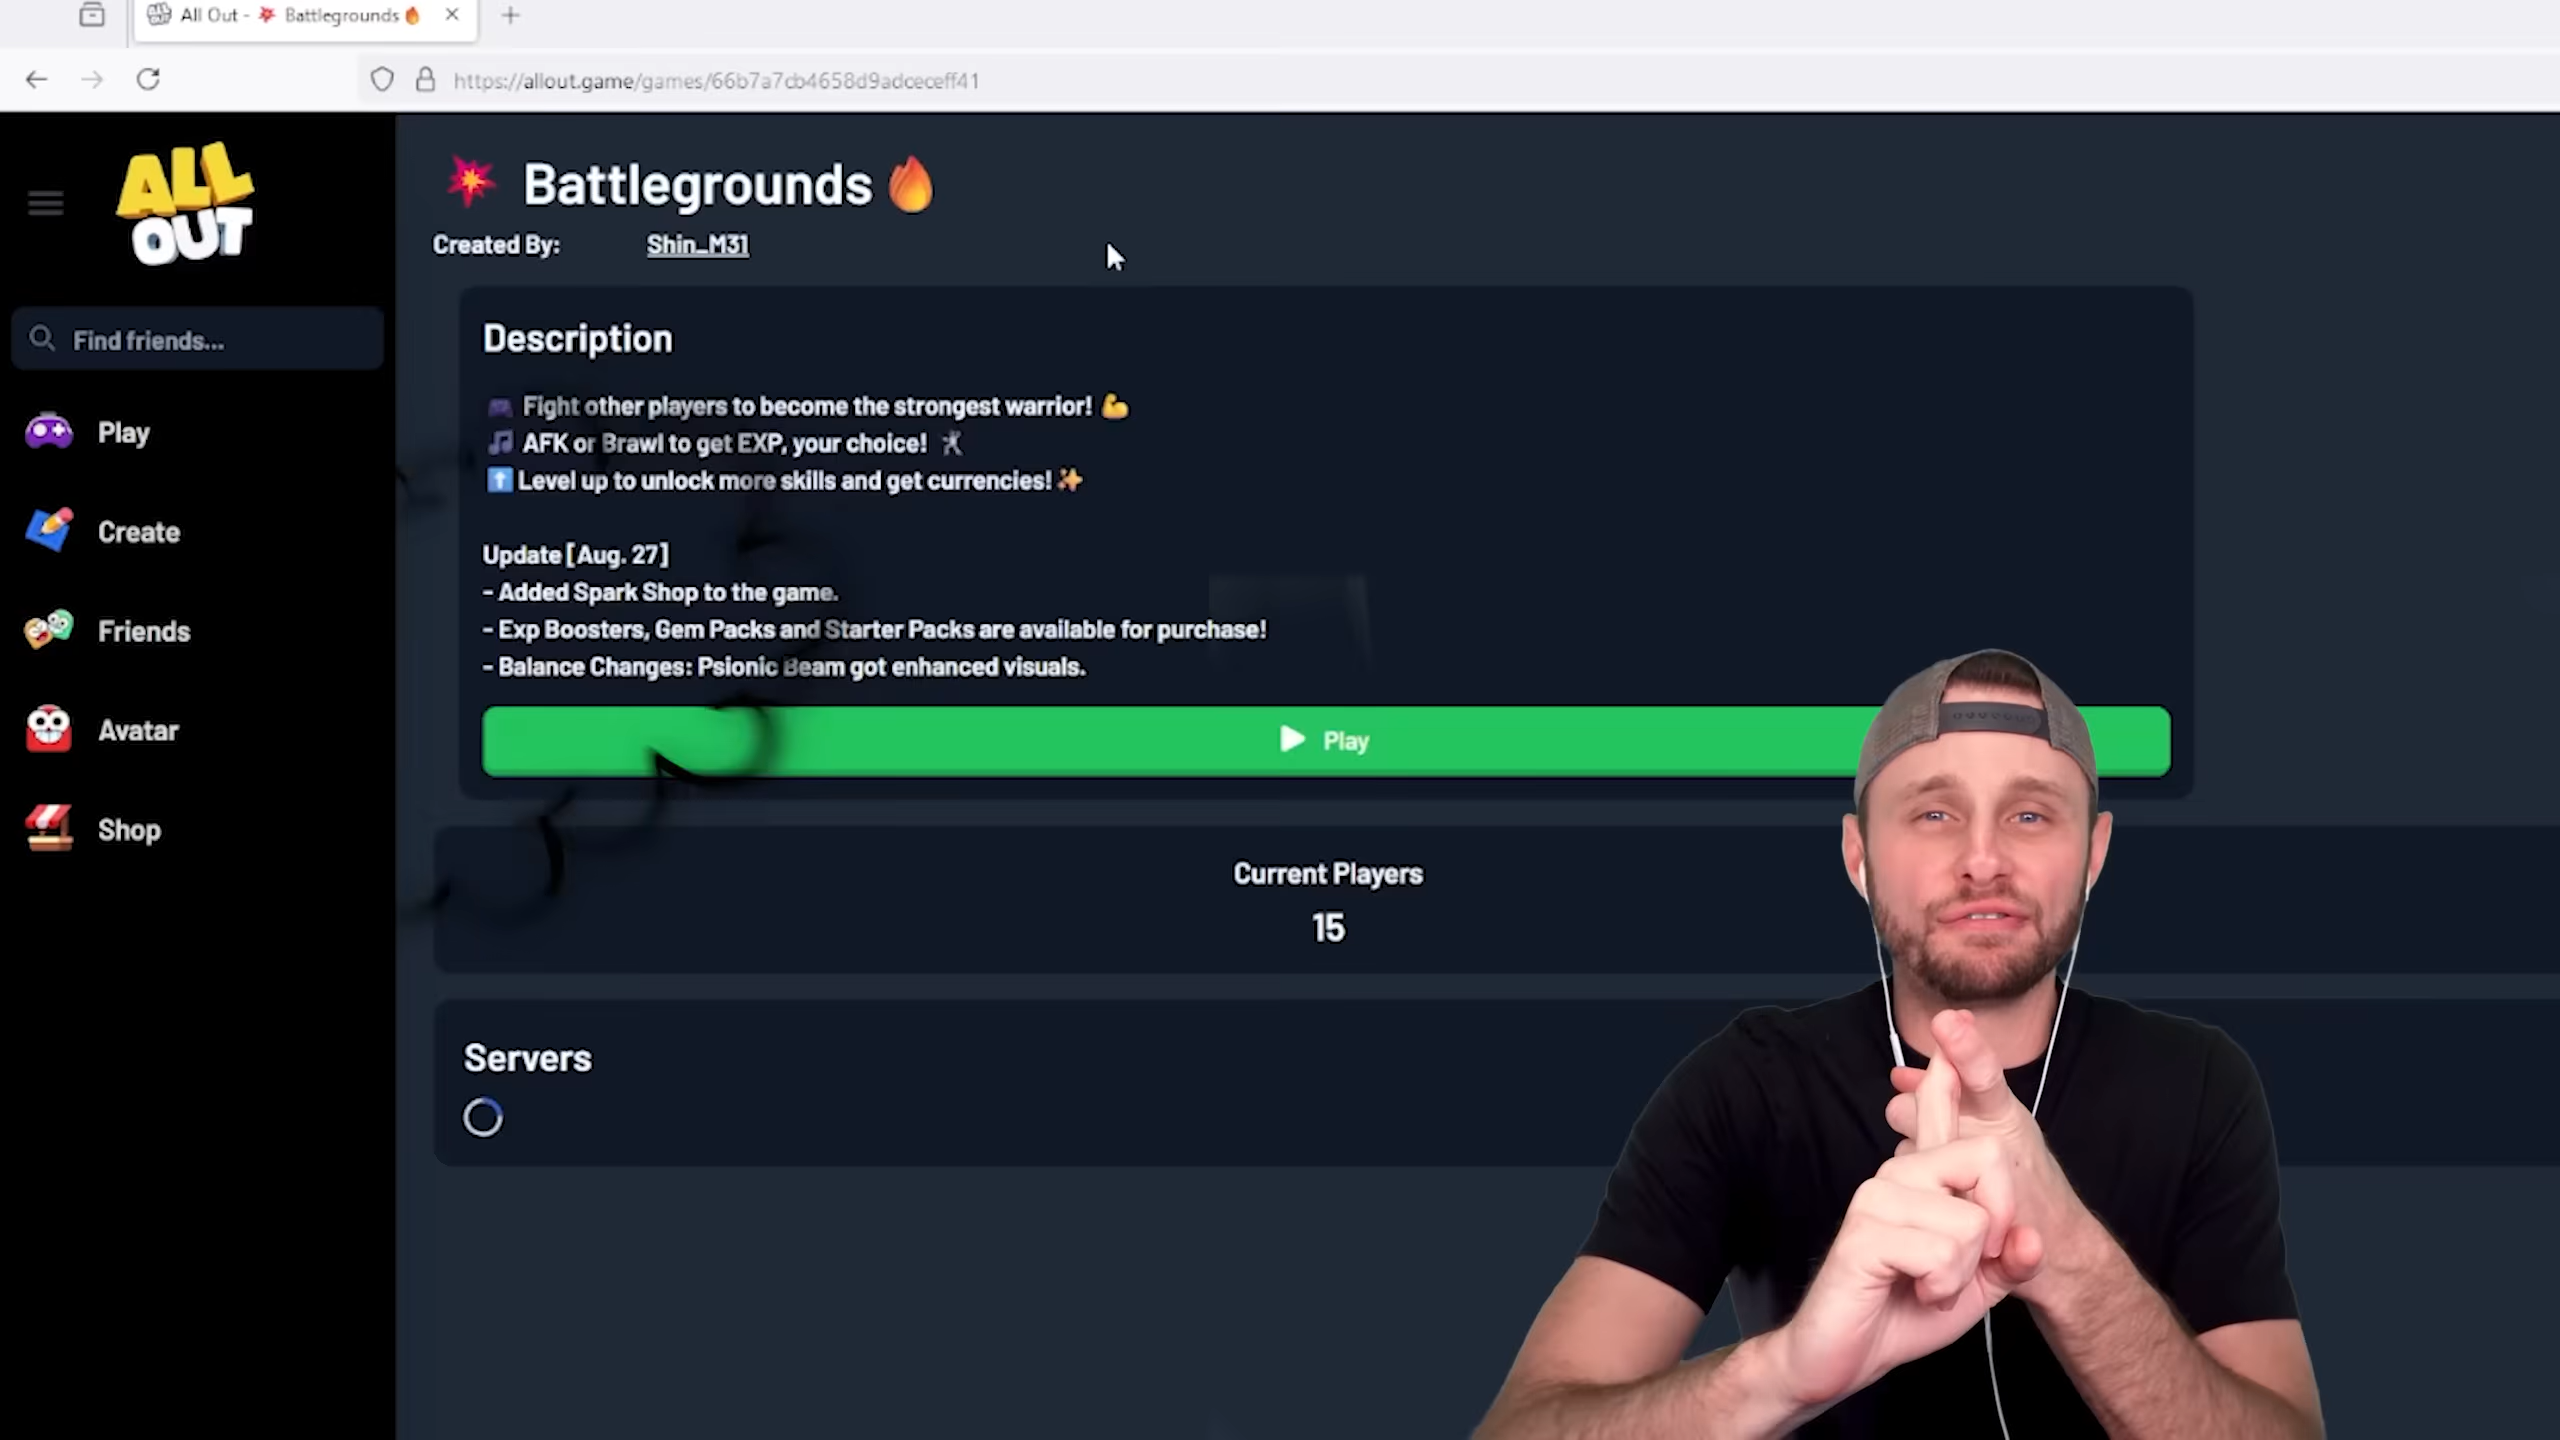 All Out - 💥 Battlegrounds 🔥
https://allout.game/games/66b7a7cb4658d9adceceff41
ALL
OUT
Find friends...
Play
Create
Friends
Avatar
Shop
💥 Battlegrounds 🔥
Created By: Shin_M31
Description
🎮 Fight other players to become the strongest warrior! 💪
🎵 AFK or Brawl to get EXP, your choice! 🤺
⬆️ Level up to unlock more skills and get currencies! ✨
Update [Aug. 27]
- Added Spark Shop to the game.
- Exp Boosters, Gem Packs and Starter Packs are available for purchase!
- Balance Changes: Psionic Beam got enhanced visuals.
Play
Current Players
15
Servers